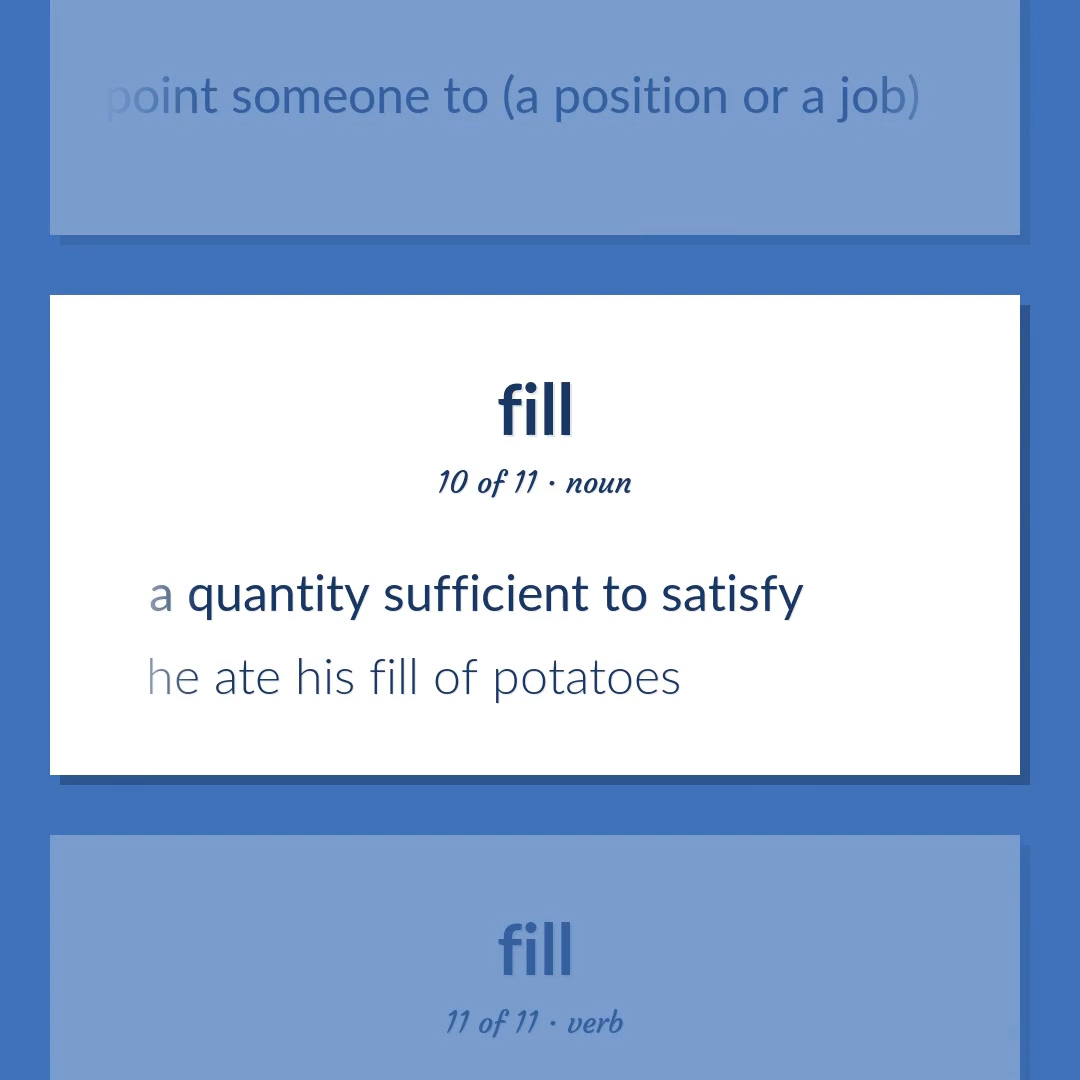 point someone to (a position or a job)
fill
10 of 11 · noun
a quantity sufficient to satisfy
he ate his fill of potatoes
fill
11 of 11 · verb